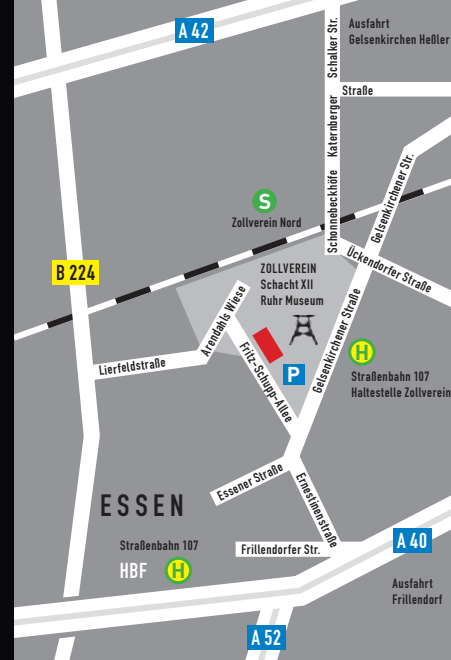 A 42
Ausfahrt
Gelsenkirchen Heßler
Schalker Str.
Katernberger
Straße
Schonnebeckhöfe
Gelsenkirchener Str.
S
Zollverein Nord
B 224
ZOLLVEREIN
Schacht XII
Ruhr Museum
Ückendorfer Straße
Arendahls Wiese
Gelsenkirchener Straße
Lierfeldstraße
Fritz-Schupp-Allee
P
H
Straßenbahn 107
Haltestelle Zollverein
Essener Straße
Ernestinenstraße
ESSEN
Straßenbahn 107
HBF
H
Frillendorfer Str.
A 40
Ausfahrt
Frillendorf
A 52